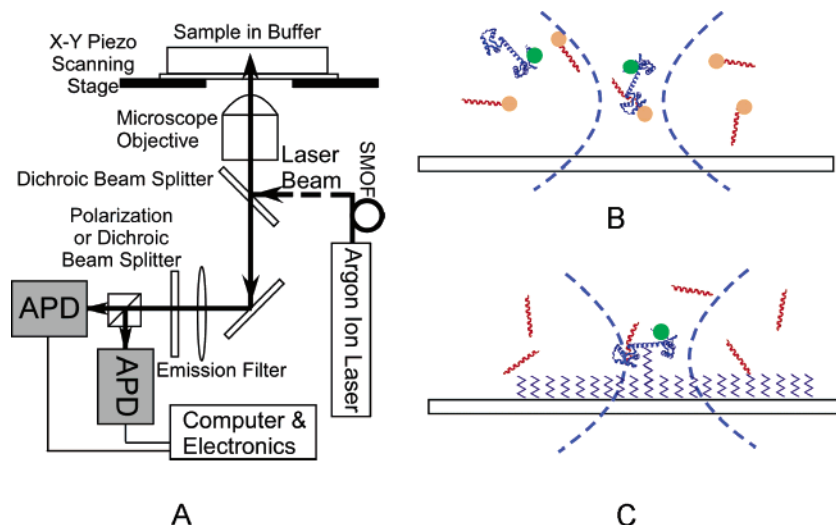 Sample in Buffer
X-Y Piezo
Scanning
Stage
Microscope
Objective
Laser
Beam
SMOF
Dichroic Beam Splitter
Polarization
or Dichroic
Beam Splitter
APD
APD
Emission Filter
Argon Ion Laser
Computer &
Electronics
A
B
C